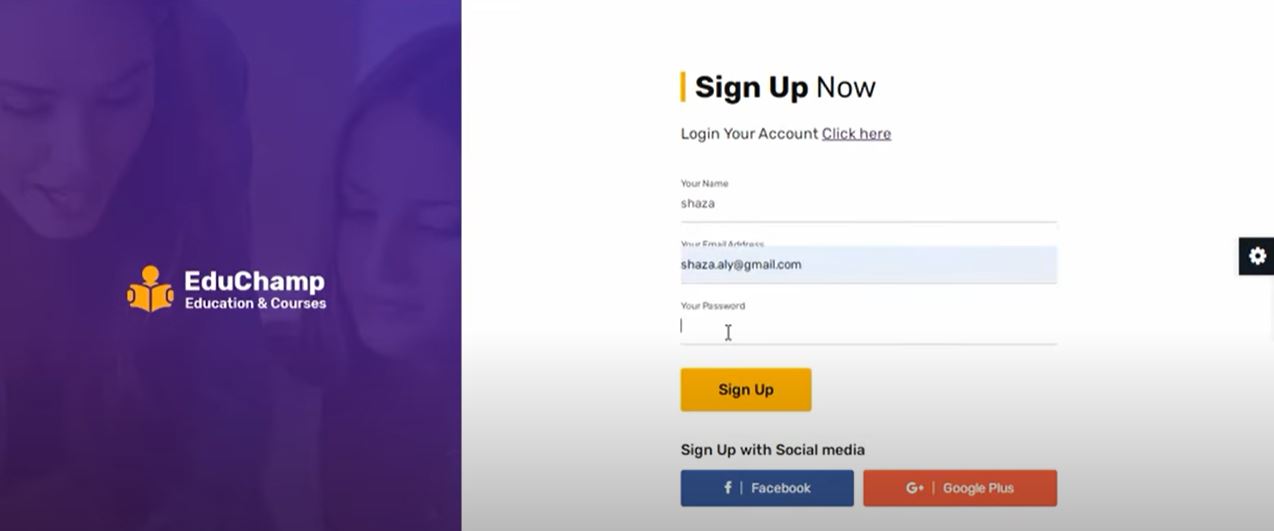 EduChamp
Education & Courses
Sign Up Now
Login Your Account Click here
Your Name
shaza
Your Email Address
shaza.aly@gmail.com
Your Password
Sign Up
Sign Up with Social media
f | Facebook
G+ | Google Plus